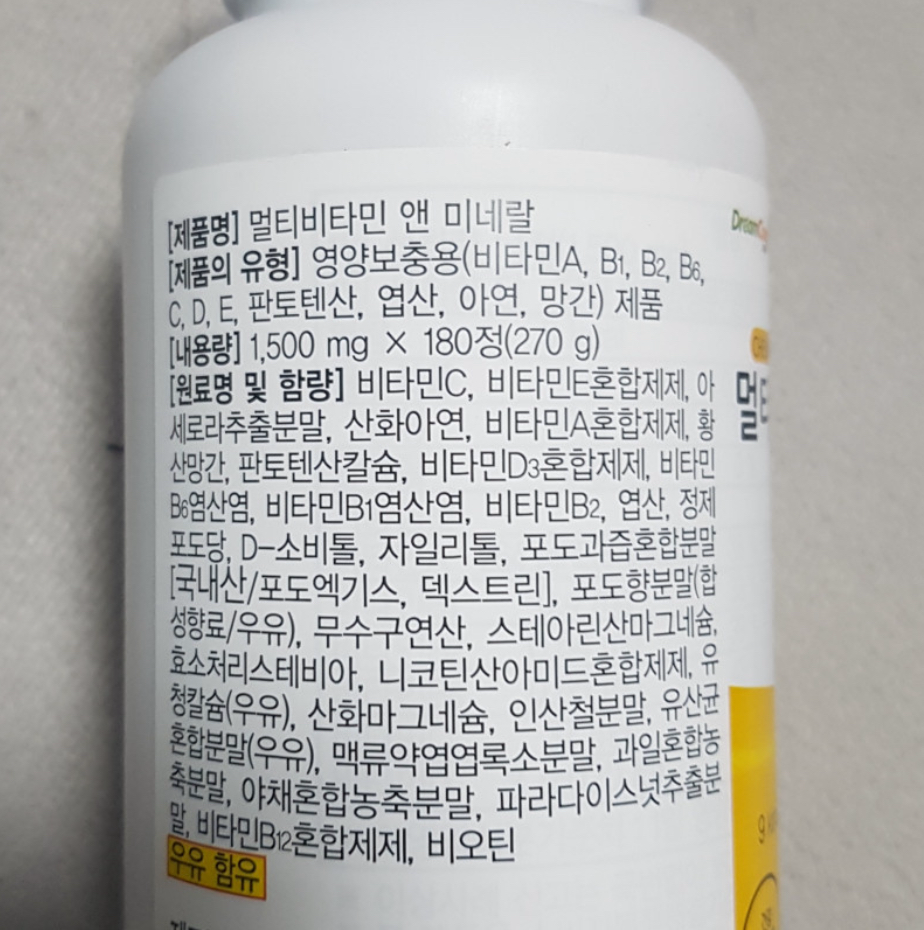 [제품명] 멀티비타민 앤 미네랄
[제품의 유형] 영양보충용(비타민A, B1, B2, B6,
C, D, E, 판토텐산, 엽산, 아연, 망간) 제품
[내용량] 1,500 mg × 180정(270 g)
[원료명 및 함량] 비타민C, 비타민E혼합제제, 아
세로라추출분말, 산화아연, 비타민A혼합제제, 황
산망간, 판토텐산칼슘, 비타민D3혼합제제, 비타민
B6염산염, 비타민B1염산염, 비타민B2, 엽산, 정제
포도당, D-소비톨, 자일리톨, 포도과즙혼합분말
[국내산/포도엑기스, 덱스트린], 포도향분말(합
성향료/우유), 무수구연산, 스테아린산마그네슘,
효소처리스테비아, 니코틴산아미드혼합제제, 유
청칼슘(우유), 산화마그네슘, 인산철분말, 유산균
혼합분말(우유), 맥류약엽엽록소분말, 과일혼합농
축분말, 야채혼합농축분말, 파라다이스넛추출분
말, 비타민B12혼합제제, 비오틴
우유 함유
멀티
9